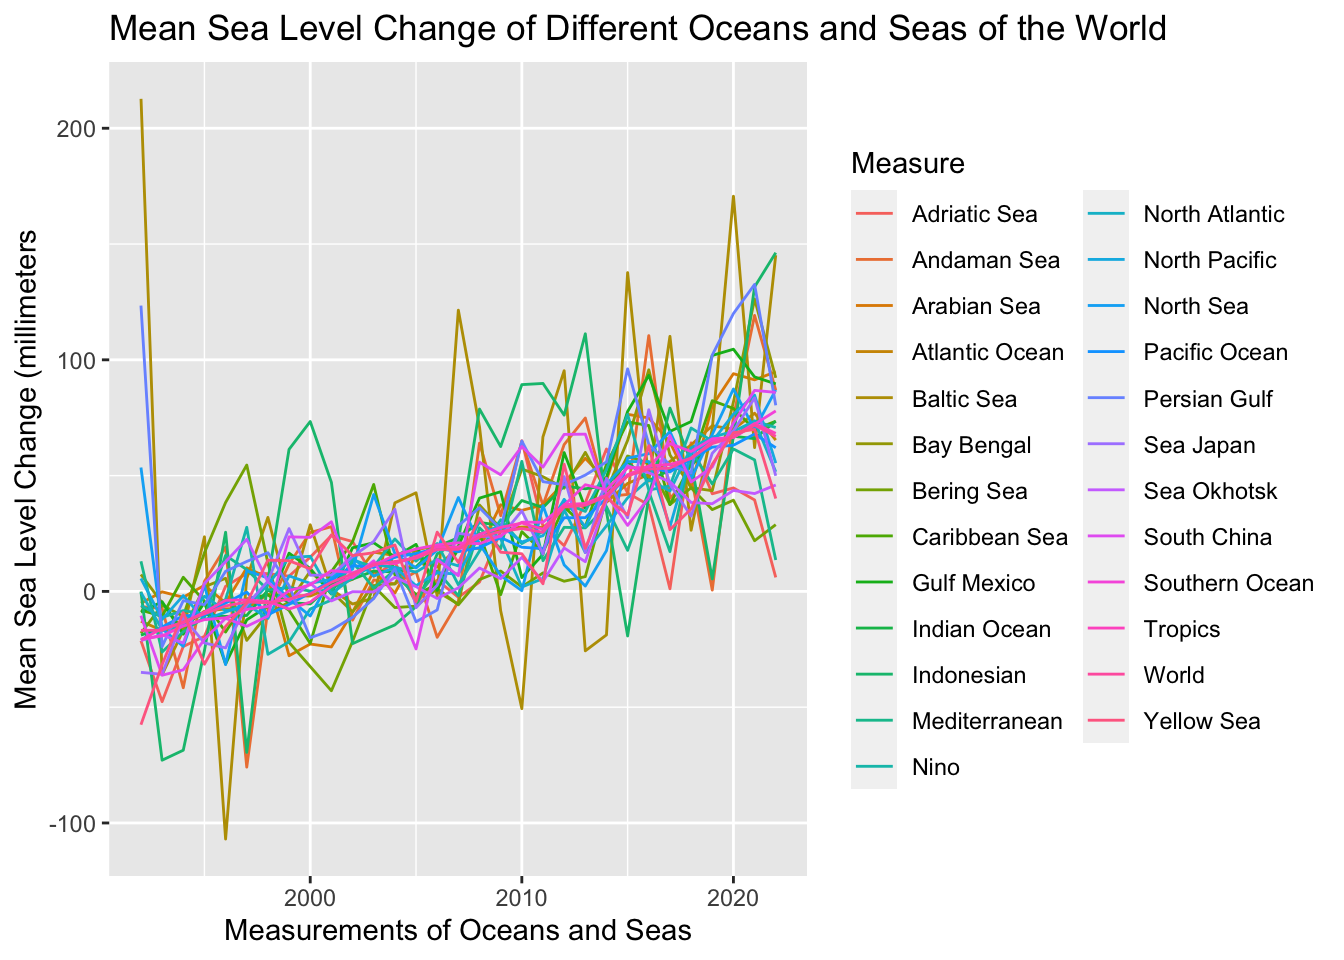 Mean Sea Level Change of Different Oceans and Seas of the World
Mean Sea Level Change (millimeters
200
100
0
-100
2000 2010 2020
Measurements of Oceans and Seas
Measure
Adriatic Sea
Andaman Sea
Arabian Sea
Atlantic Ocean
Baltic Sea
Bay Bengal
Bering Sea
Caribbean Sea
Gulf Mexico
Indian Ocean
Indonesian
Mediterranean
Nino
North Atlantic
North Pacific
North Sea
Pacific Ocean
Persian Gulf
Sea Japan
Sea Okhotsk
South China
Southern Ocean
Tropics
World
Yellow Sea